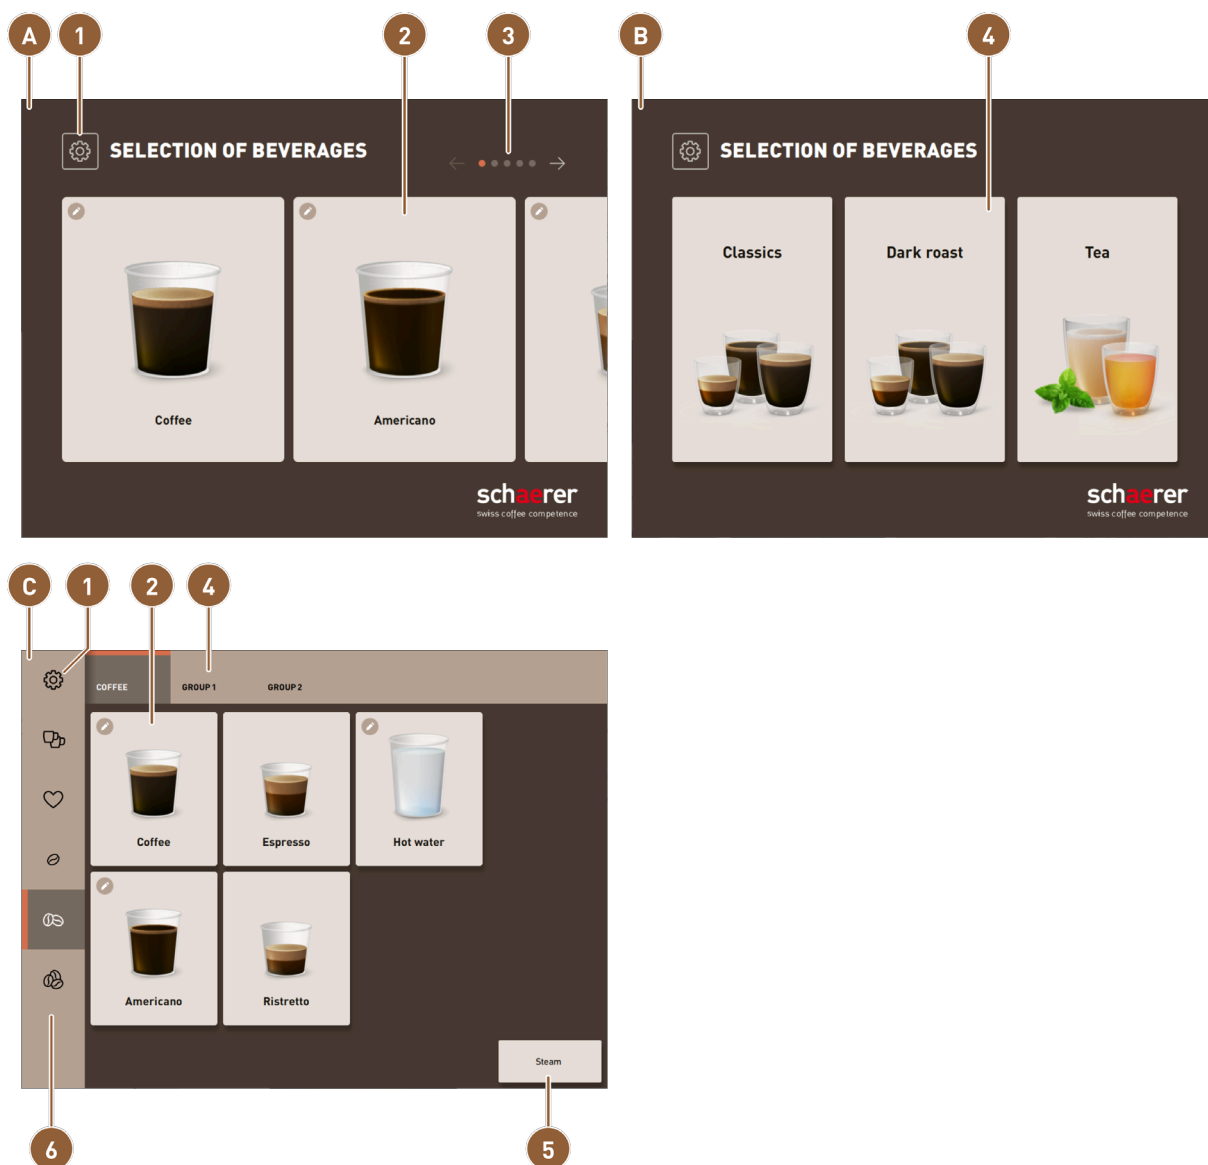 A 1 2 3 B 4
SELECTION OF BEVERAGES
SELECTION OF BEVERAGES
Classics
Dark roast
Tea
Coffee
Americano
schaerer
swiss coffee competence
schaerer
swiss coffee competence
C 1 2 4
COFFEE
GROUP 1
GROUP 2
Coffee
Espresso
Hot water
Americano
Ristretto
Steam
6 5